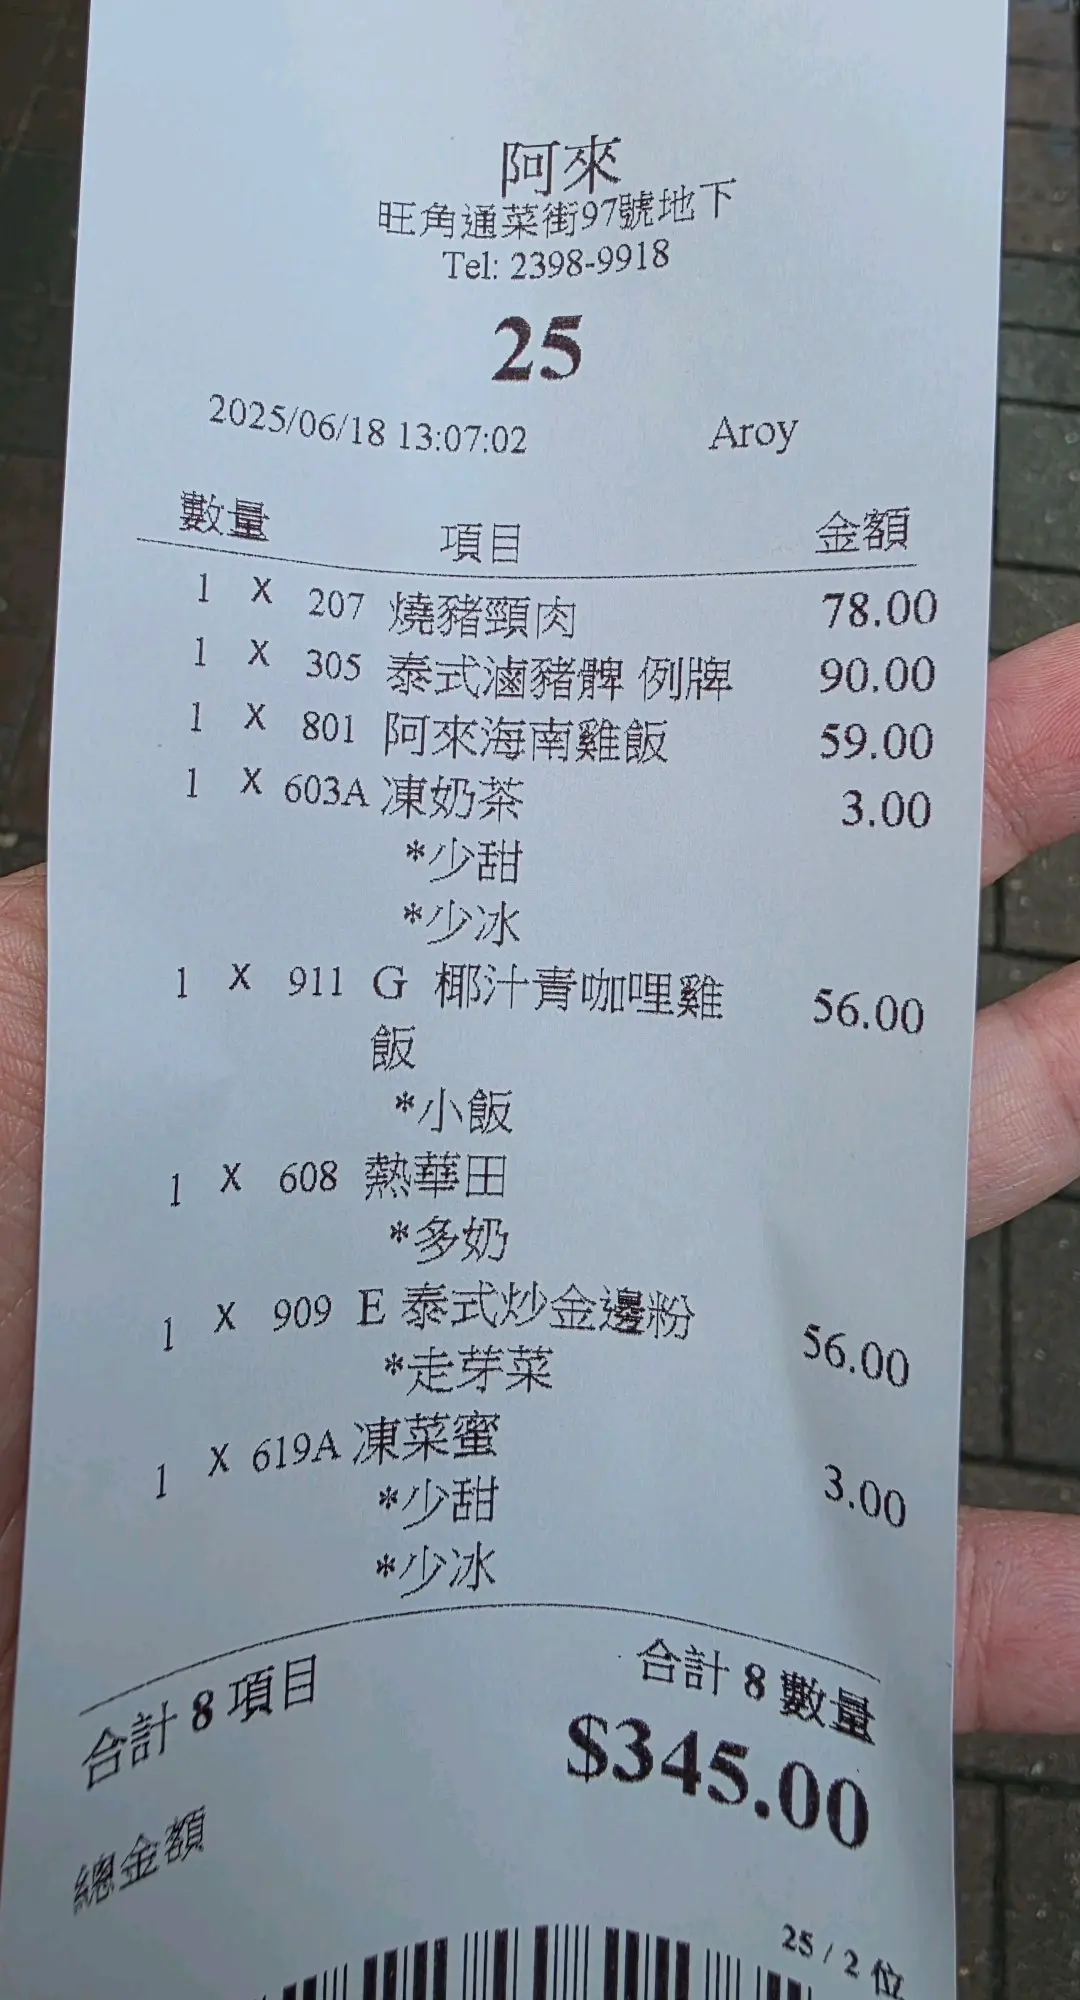 阿來
旺角通菜街97號地下
Tel: 2398-9918
25
2025/06/18 13:07:02 Aroy
數量 項目 金額
1 X 207 燒豬頸肉 78.00
1 X 305 泰式滷豬髀 例牌 90.00
1 X 801 阿來海南雞飯 59.00
1 X 603A 凍奶茶 3.00
*少甜
*少冰
1 X 911 G 椰汁青咖哩雞 56.00
飯
*小飯
1 X 608 熱華田
*多奶
1 X 909 E 泰式炒金邊粉 56.00
*走芽菜
1 X 619A 凍菜蜜 3.00
*少甜
*少冰
合計 8 項目 合計 8 數量
總金額 $345.00
25 / 2 位